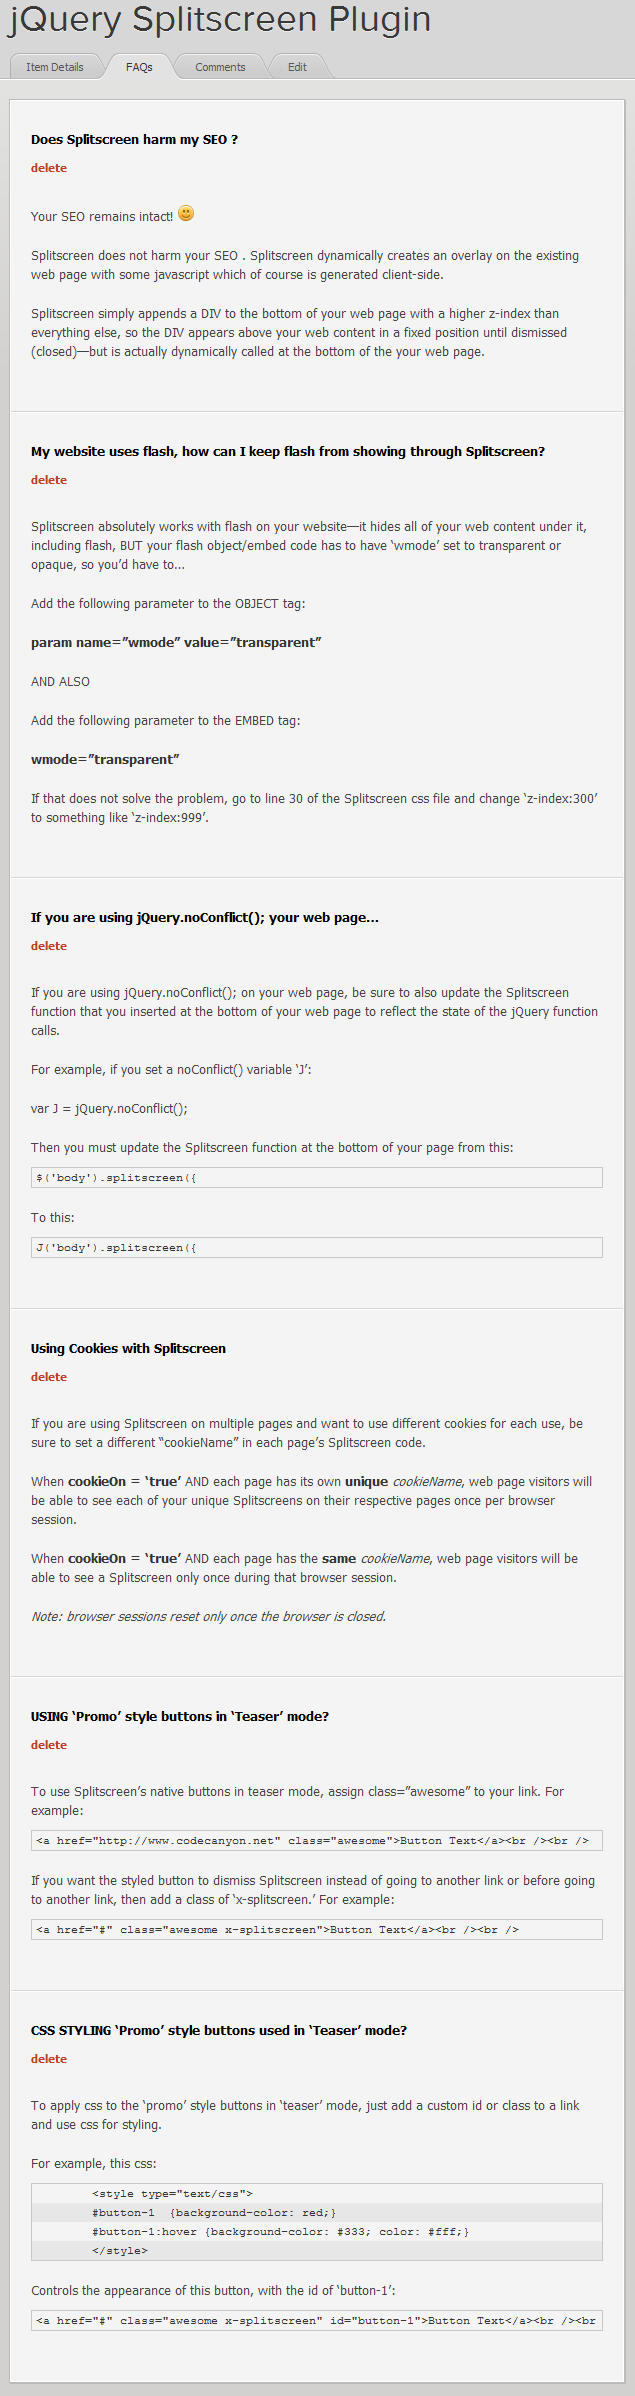 jQuery Splitscreen Plugin
Item Details
FAQs
Comments
Edit
Does Splitscreen harm my SEO ?
delete
Your SEO remains intact!
Splitscreen does not harm your SEO . Splitscreen dynamically creates an overlay on the existing
web page with some javascript which of course is generated client-side.
Splitscreen simply appends a DIV to the bottom of your web page with a higher z-index than
everything else, so the DIV appears above your web content in a fixed position until dismissed
(closed)—but is actually dynamically called at the bottom of the your web page.
My website uses flash, how can I keep flash from showing through Splitscreen?
delete
Splitscreen absolutely works with flash on your website—it hides all of your web content under it,
including flash, BUT your flash object/embed code has to have ‘wmode’ set to transparent or
opaque, so you’d have to…
Add the following parameter to the OBJECT tag:
param name=”wmode” value=”transparent”
AND ALSO
Add the following parameter to the EMBED tag:
wmode=”transparent”
If that does not solve the problem, go to line 30 of the Splitscreen css file and change ‘z-index:300’
to something like ‘z-index:999’.
If you are using jQuery.noConflict(); your web page…
delete
If you are using jQuery.noConflict(); on your web page, be sure to also update the Splitscreen
function that you inserted at the bottom of your web page to reflect the state of the jQuery function
calls.
For example, if you set a noConflict() variable ‘J’:
var J = jQuery.noConflict();
Then you must update the Splitscreen function at the bottom of your page from this:
$('body').splitscreen({
To this:
J('body').splitscreen({
Using Cookies with Splitscreen
delete
If you are using Splitscreen on multiple pages and want to use different cookies for each use, be
sure to set a different “cookieName” in each page’s Splitscreen code.
When cookieOn = ‘true’ AND each page has its own unique cookieName, web page visitors will
be able to see each of your unique Splitscreens on their respective pages once per browser
session.
When cookieOn = ‘true’ AND each page has the same cookieName, web page visitors will be
able to see a Splitscreen only once during that browser session.
Note: browser sessions reset only once the browser is closed.
USING ‘Promo’ style buttons in ‘Teaser’ mode?
delete
To use Splitscreen’s native buttons in teaser mode, assign class=”awesome” to your link. For
example:
<a href="http://www.codecanyon.net" class="awesome">Button Text</a><br /><br />
If you want the styled button to dismiss Splitscreen instead of going to another link or before going
to another link, then add a class of ‘x-splitscreen.’ For example:
<a href="#" class="awesome x-splitscreen">Button Text</a><br /><br />
CSS STYLING ‘Promo’ style buttons used in ‘Teaser’ mode?
delete
To apply css to the ‘promo’ style buttons in ‘teaser’ mode, just add a custom id or class to a link
and use css for styling.
For example, this css:
<style type="text/css">
#button-1  {background-color: red;}
#button-1:hover {background-color: #333; color: #fff;}
</style>
Controls the appearance of this button, with the id of ‘button-1’:
<a href="#" class="awesome x-splitscreen" id="button-1">Button Text</a><br /><br